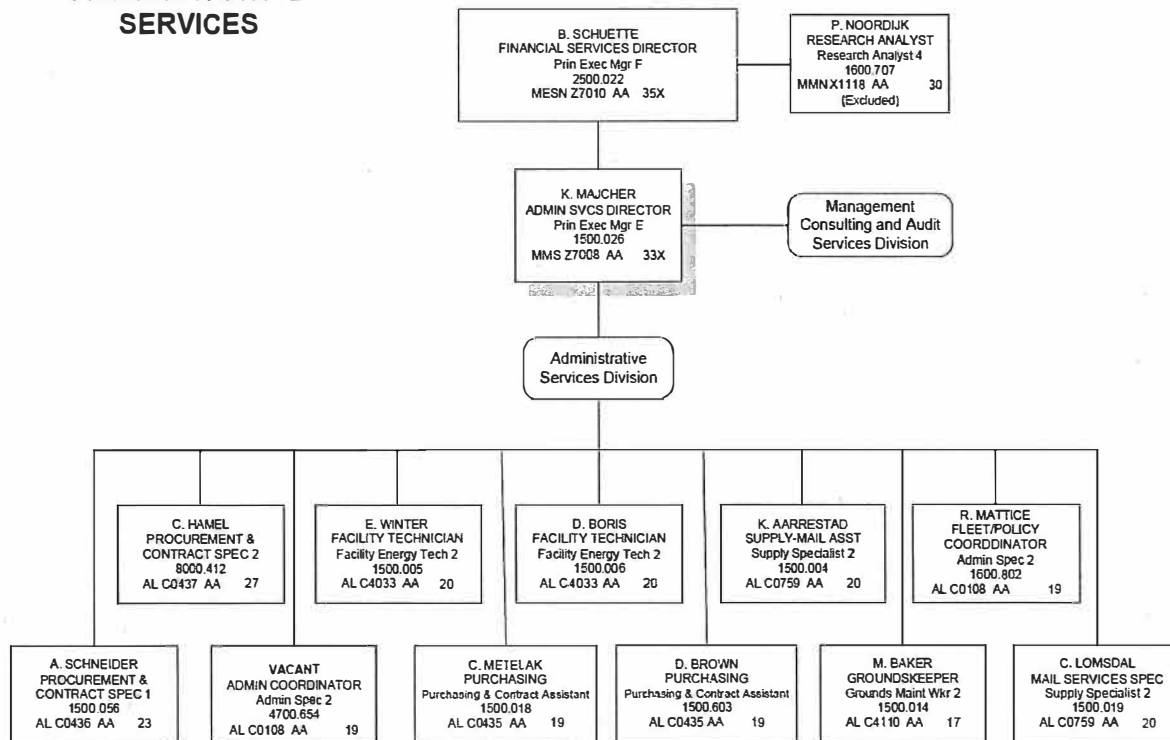 SERVICES
B. SCHUETTE
FINANCIAL SERVICES DIRECTOR
Prin Exec Mgr F
2500.022
MESN Z7010 AA 35X
P. NOORDIJK
RESEARCH ANALYST
Research Analyst 4
1600.707
MMNX1118 AA 30
(Excluded)
K. MAJCHER
ADMIN SVCS DIRECTOR
Prin Exec Mgr E
1500.026
MMS Z7008 AA 33X
Management
Consulting and Audit
Services Division
Administrative
Services Division
C. HAMEL
PROCUREMENT &
CONTRACT SPEC 2
8000.412
AL C0437 AA 27
E. WINTER
FACILITY TECHNICIAN
Facility Energy Tech 2
1500.005
AL C4033 AA 20
D. BORIS
FACILITY TECHNICIAN
Facility Energy Tech 2
1500.006
AL C4033 AA 20
K. AARRESTAD
SUPPLY-MAIL ASST
Supply Specialist 2
1500.004
AL C0759 AA 20
R. MATTICE
FLEET/POLICY
COORDDINATOR
Admin Spec 2
1600.802
AL C0108 AA 19
A. SCHNEIDER
PROCUREMENT &
CONTRACT SPEC 1
1500.056
AL C0436 AA 23
VACANT
ADMIN COORDINATOR
Admin Spec 2
4700.654
AL C0108 AA 19
C. METELAK
PURCHASING
Purchasing & Contract Assistant
1500.018
AL C0435 AA 19
D. BROWN
PURCHASING
Purchasing & Contract Assistant
1500.603
AL C0435 AA 19
M. BAKER
GROUNDSKEEPER
Grounds Maint Wkr 2
1500.014
AL C4110 AA 17
C. LOMSDAL
MAIL SERVICES SPEC
Supply Specialist 2
1500.019
AL C0759 AA 20